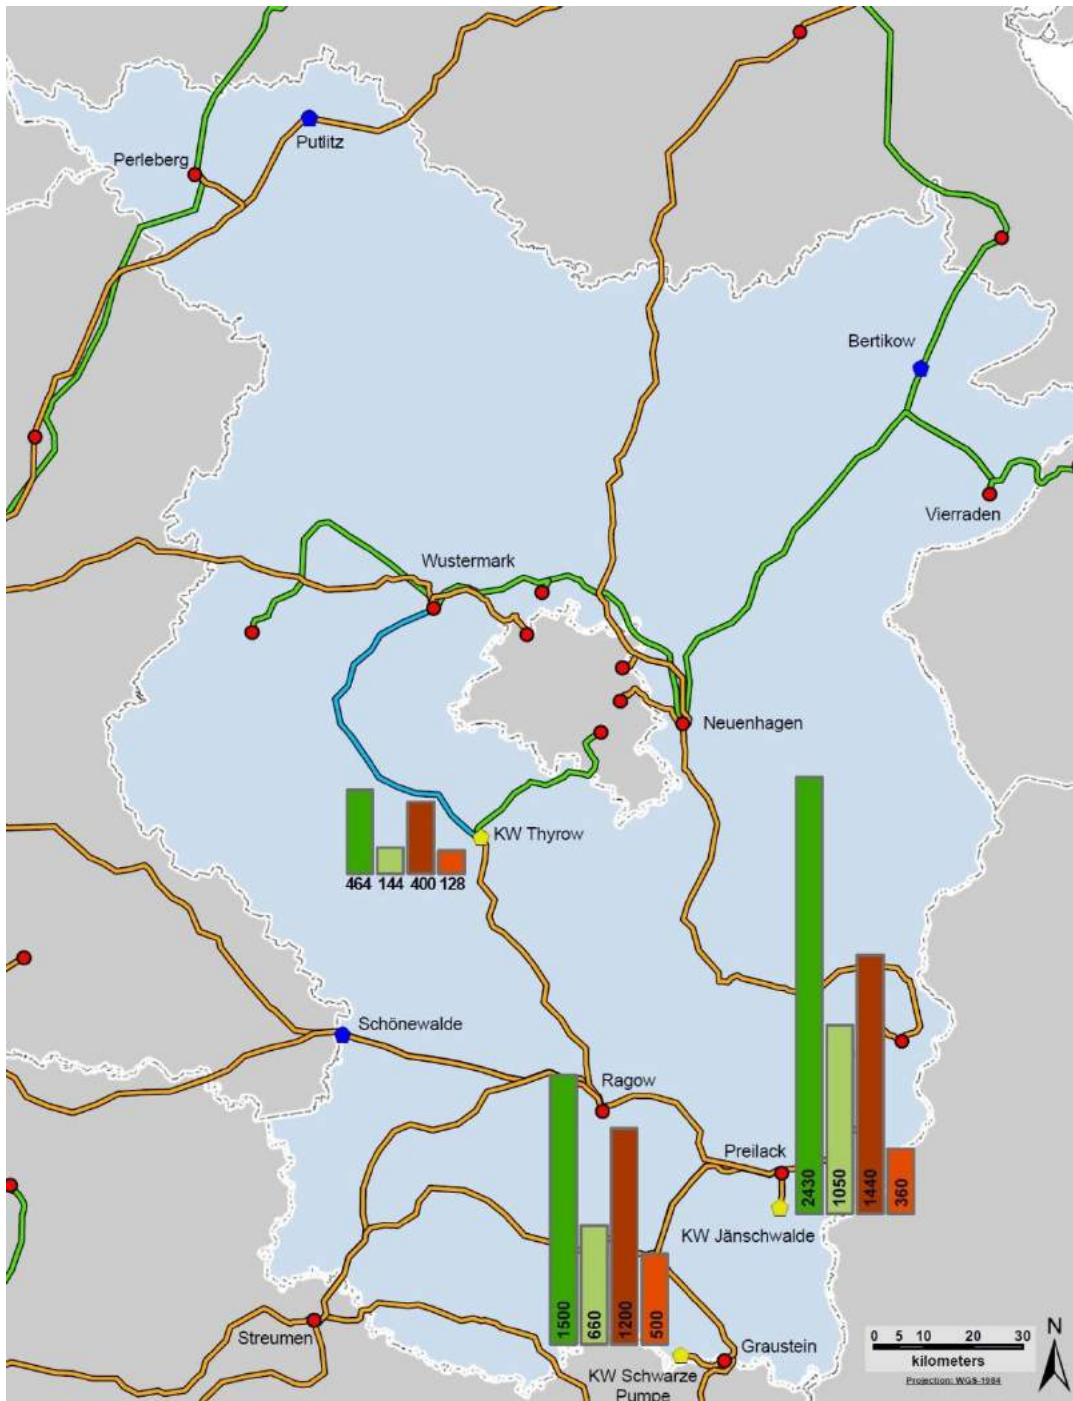 Putlitz
Perleberg
Bertikow
Vierraden
Wustermark
Neuenhagen
KW Thyrow
464 144 400 128
Schönewalde
Ragow
Preilack
2430 1050 1440 360
KW Jänschwalde
1500 660 1200 500
Streumen
Graustein
KW Schwarze
Pumpe
0 5 10 20 30
kilometers
Projection: WGS-1984
N